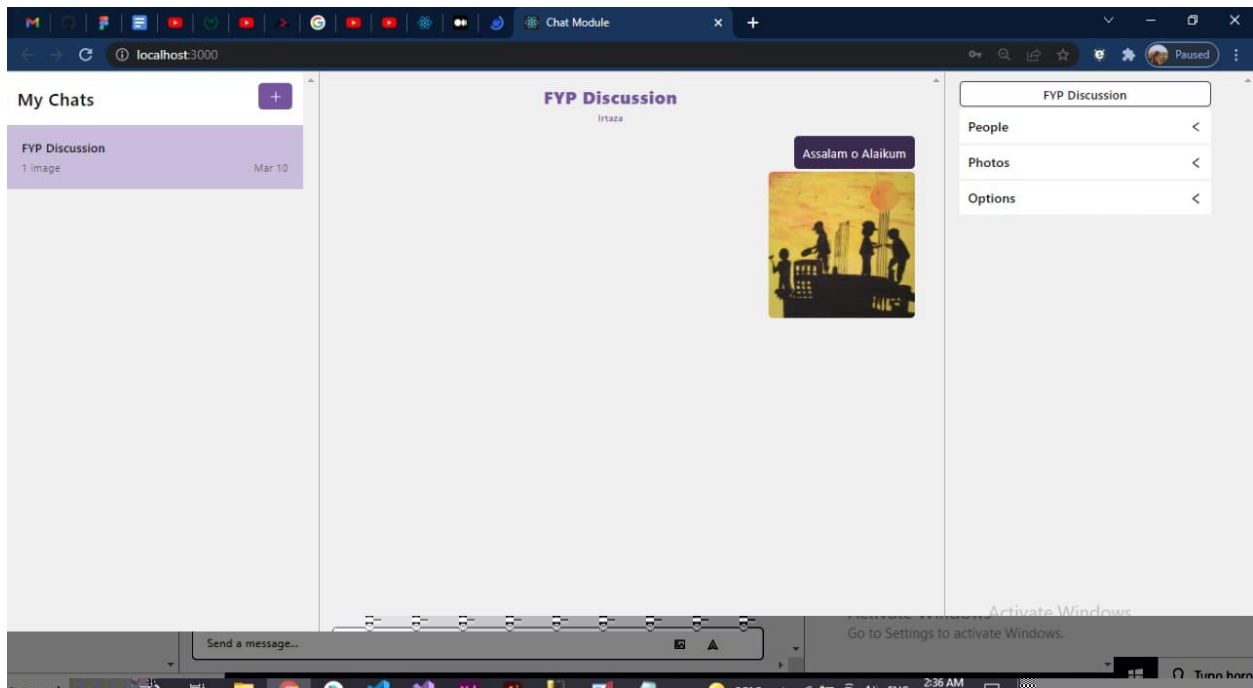 Chat Module
localhost:3000
Paused
My Chats
+
FYP Discussion
1 image
Mar 10
FYP Discussion
Irtaza
Assalam o Alaikum
FYP Discussion
People
Photos
Options
Activate Windows
Go to Settings to activate Windows.
Send a message...
2:36 AM